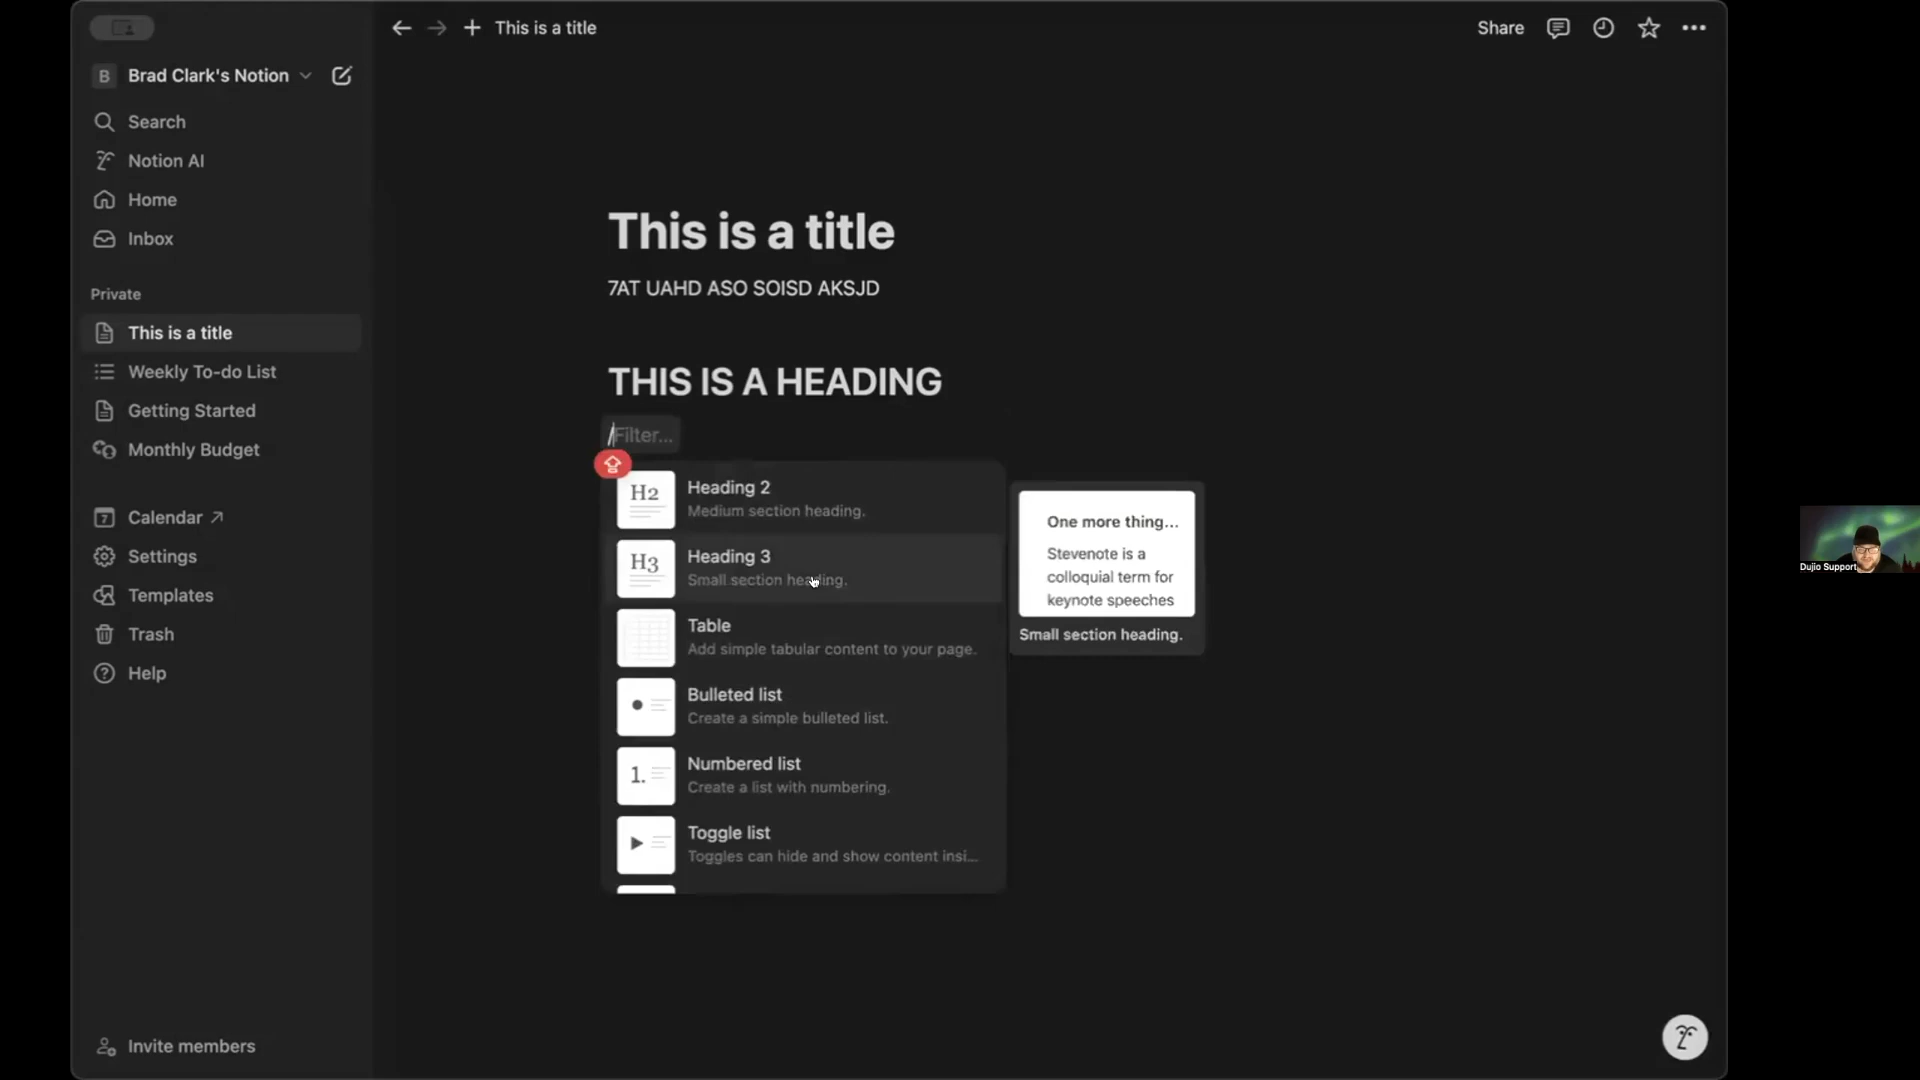 This is a title
Share
B Brad Clark's Notion
Search
Notion AI
Home
Inbox
Private
This is a title
Weekly To-do List
Getting Started
Monthly Budget
7 Calendar ↗
Settings
Templates
Trash
Help
Invite members
This is a title
7AT UAHD ASO SOISD AKSJD
THIS IS A HEADING
/Filter...
H2 Heading 2
Medium section heading.
H3 Heading 3
Small section heading.
Table
Add simple tabular content to your page.
Bulleted list
Create a simple bulleted list.
1. Numbered list
Create a list with numbering.
Toggle list
Toggles can hide and show content insi...
One more thing...
Stevenote is a
colloquial term for
keynote speeches
Small section heading.
Dujio Support